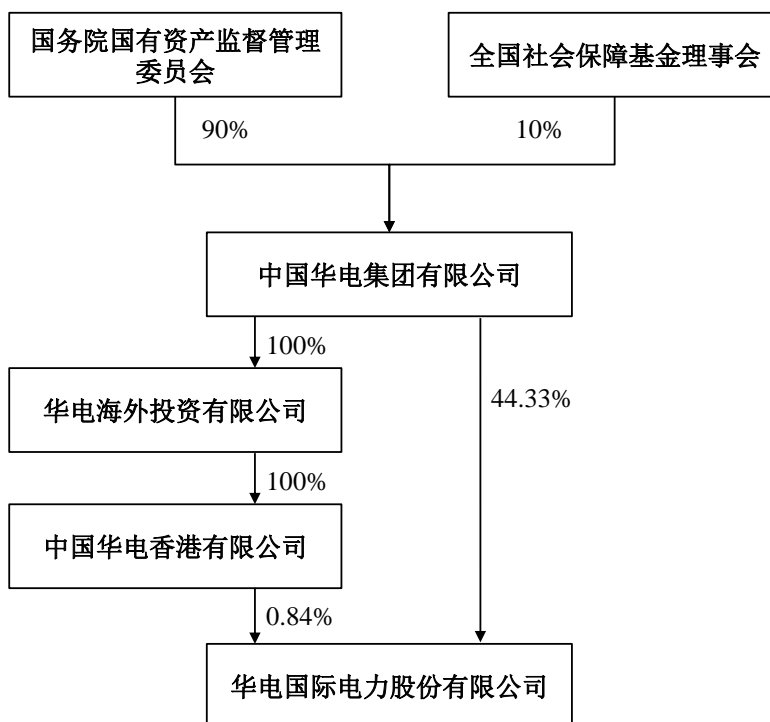 国务院国有资产监督管理
委员会
全国社会保障基金理事会
90%
10%
中国华电集团有限公司
100%
华电海外投资有限公司
44.33%
100%
中国华电香港有限公司
0.84%
华电国际电力股份有限公司